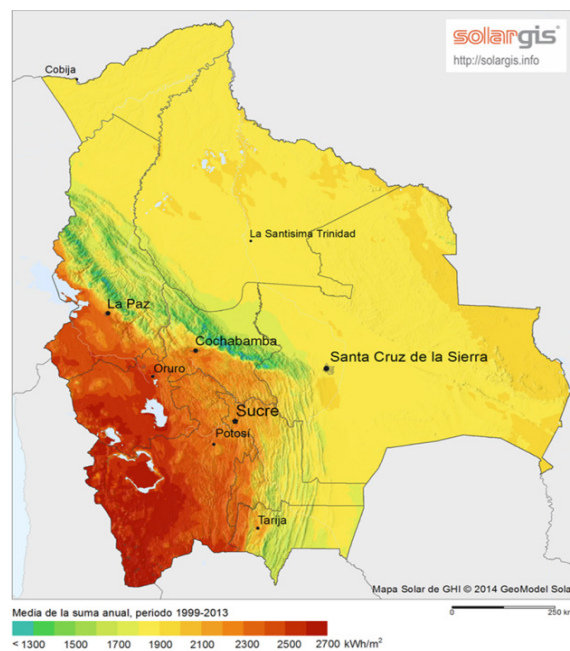 solargis
http://solargis.info
Cobija
La Santisima Trinidad
La Paz
Cochabamba
Santa Cruz de la Sierra
Oruro
Sucre
Potosí
Tarija
Mapa Solar de GHI © 2014 GeoModel Solar
Media de la suma anual, periodo 1999-2013
0 250 km
< 1300 1500 1700 1900 2100 2300 2500 2700 kWh/m²